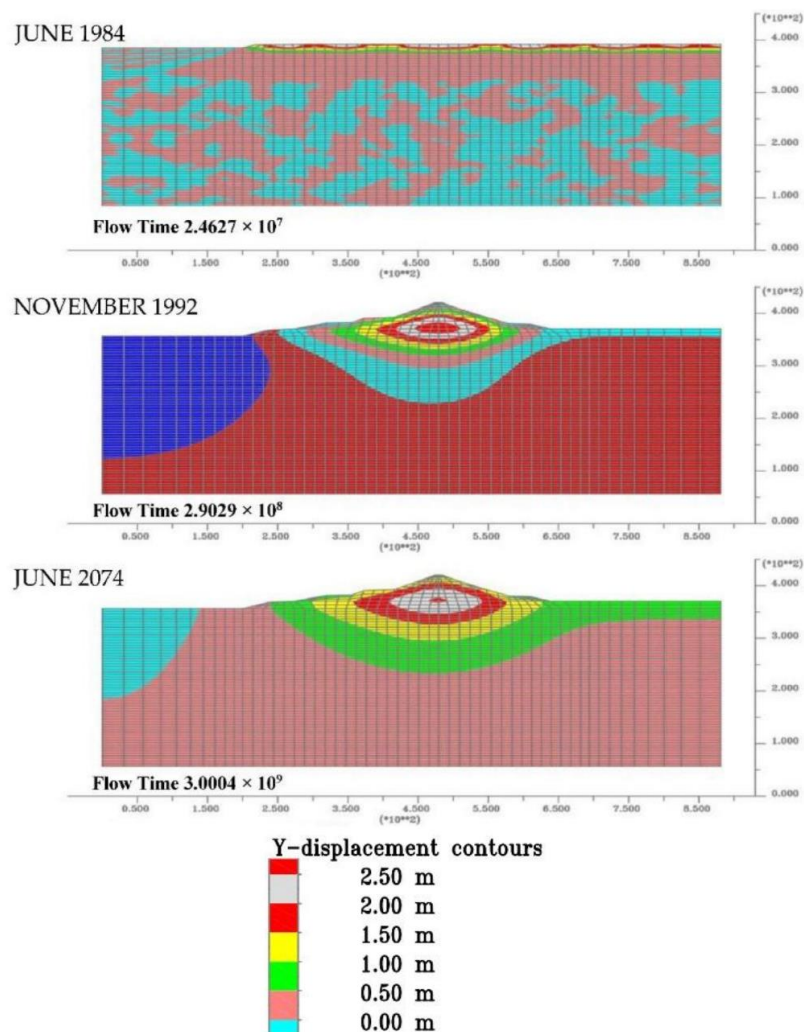 JUNE 1984
(*10**2)
4.000
3.000
2.000
1.000
0.000
Flow Time 2.4627 × 10⁷
0.500 1.500 2.500 3.500 4.500 5.500 6.500 7.500 8.500
(*10**2)
NOVEMBER 1992
(*10**2)
4.000
3.000
2.000
1.000
0.000
Flow Time 2.9029 × 10⁸
0.500 1.500 2.500 3.500 4.500 5.500 6.500 7.500 8.500
(*10**2)
JUNE 2074
(*10**2)
4.000
3.000
2.000
1.000
0.000
Flow Time 3.0004 × 10⁹
0.500 1.500 2.500 3.500 4.500 5.500 6.500 7.500 8.500
(*10**2)
Y-displacement contours
2.50 m
2.00 m
1.50 m
1.00 m
0.50 m
0.00 m